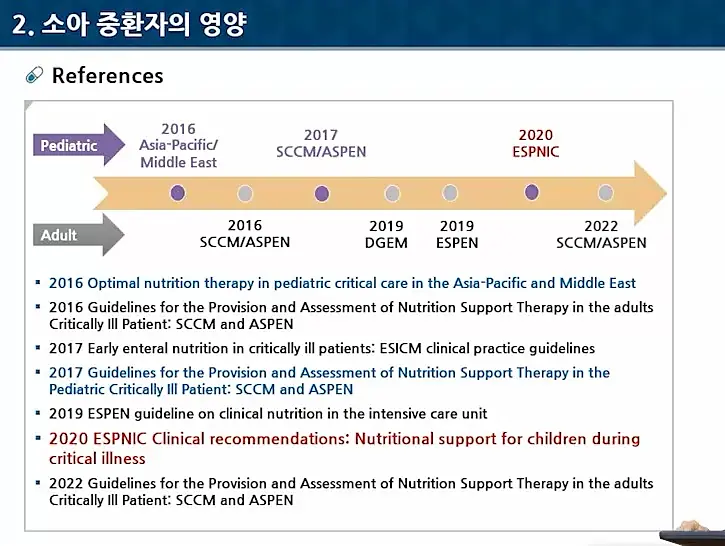 2. 소아 중환자의 영양
References
Pediatric
2016
Asia-Pacific/
Middle East
2017
SCCM/ASPEN
2020
ESPNIC
Adult
2016
SCCM/ASPEN
2019
DGEM
2019
ESPEN
2022
SCCM/ASPEN
▪ 2016 Optimal nutrition therapy in pediatric critical care in the Asia-Pacific and Middle East
▪ 2016 Guidelines for the Provision and Assessment of Nutrition Support Therapy in the adults
Critically Ill Patient: SCCM and ASPEN
▪ 2017 Early enteral nutrition in critically ill patients: ESICM clinical practice guidelines
▪ 2017 Guidelines for the Provision and Assessment of Nutrition Support Therapy in the
Pediatric Critically Ill Patient: SCCM and ASPEN
▪ 2019 ESPEN guideline on clinical nutrition in the intensive care unit
▪ 2020 ESPNIC Clinical recommendations: Nutritional support for children during
critical illness
▪ 2022 Guidelines for the Provision and Assessment of Nutrition Support Therapy in the adults
Critically Ill Patient: SCCM and ASPEN